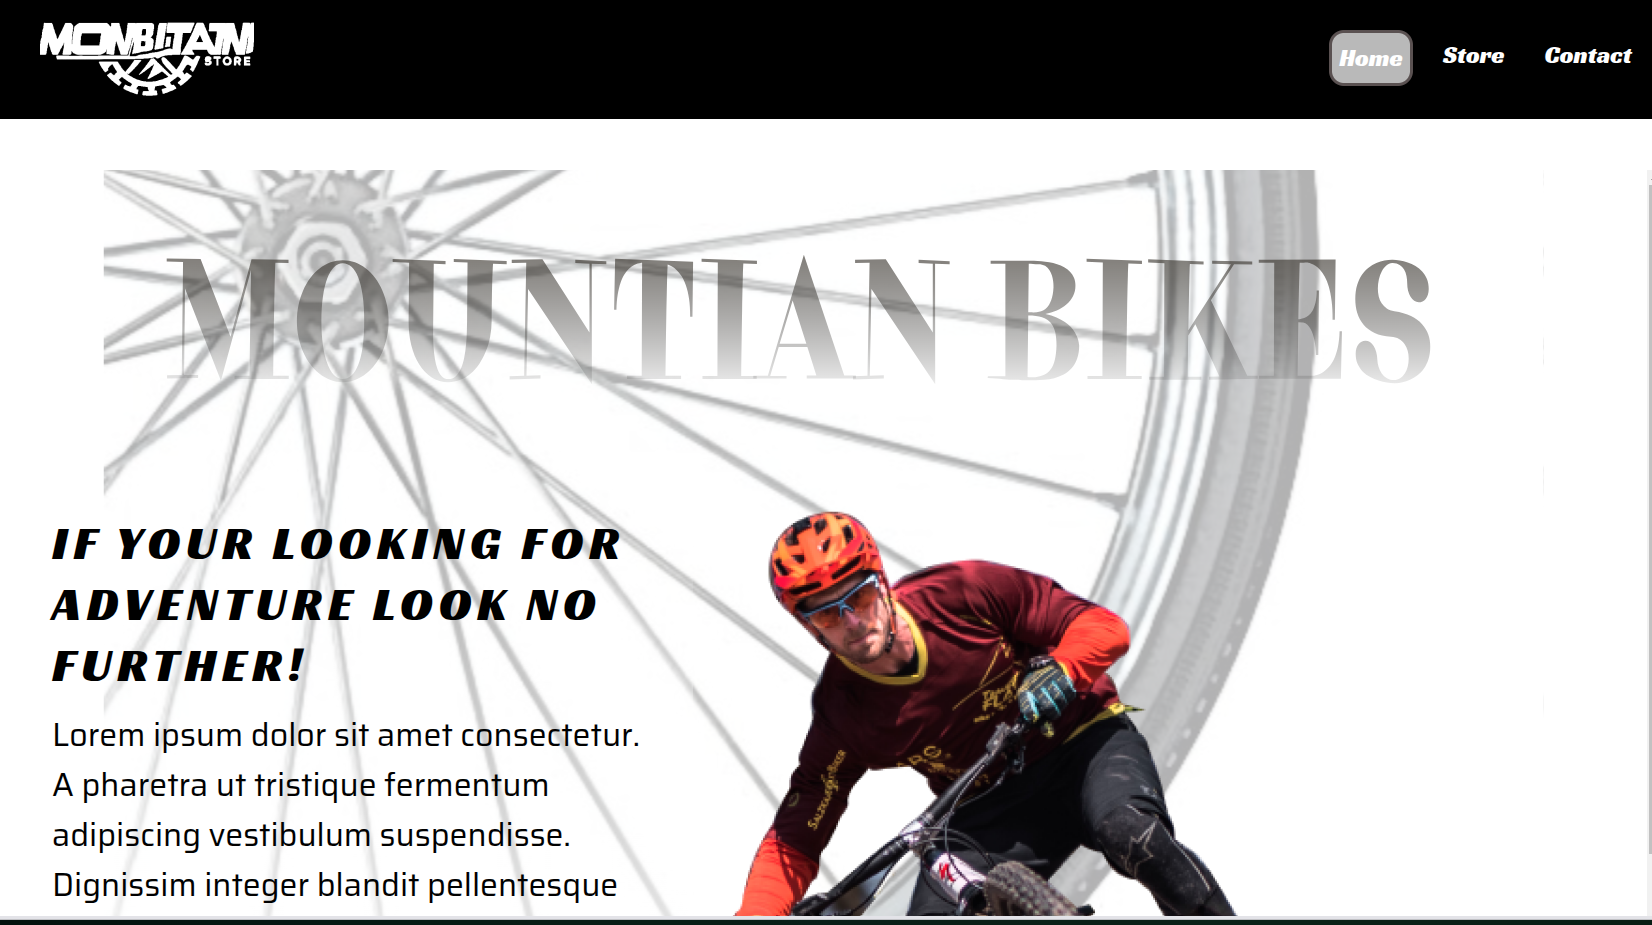 MONBITAIN
STORE
Home
Store
Contact
MOUNTIAN BIKES
IF YOUR LOOKING FOR
ADVENTURE LOOK NO
FURTHER!
Lorem ipsum dolor sit amet consectetur.
A pharetra ut tristique fermentum
adipiscing vestibulum suspendisse.
Dignissim integer blandit pellentesque